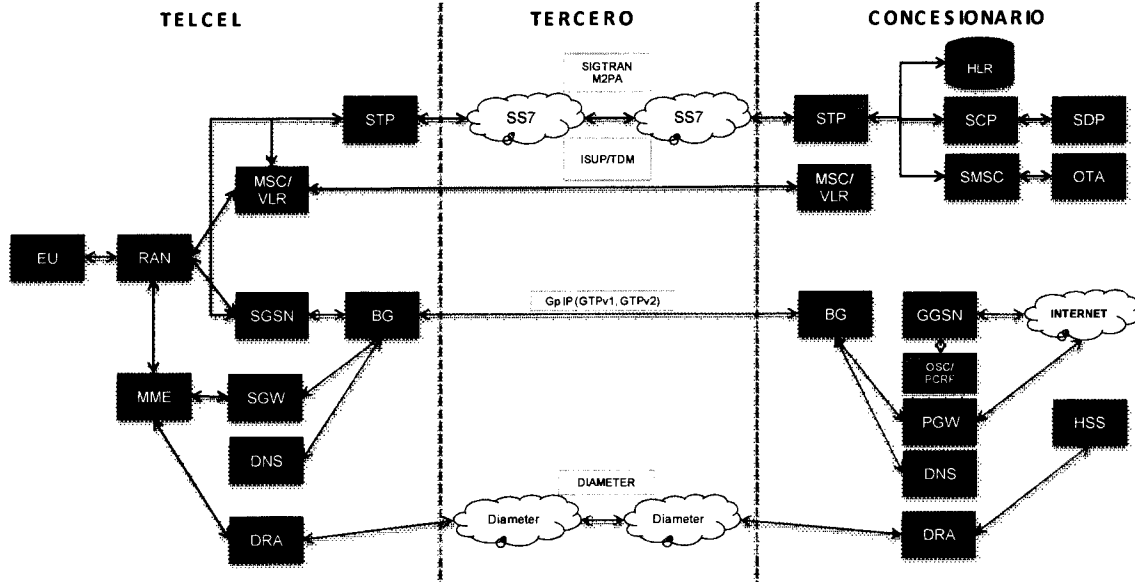 TELCEL
TERCERO
CONCESIONARIO
SIGTRAN
M2PA
HLR
STP
SS7
SS7
STP
SCP
SDP
ISUP/TDM
MSC/
VLR
MSC/
VLR
SMSC
OTA
EU
RAN
SGSN
BG
GpIP (GTPv1, GTPv2)
BG
GGSN
INTERNET
OSC/
PCRF
MME
SGW
PGW
HSS
DNS
DNS
DIAMETER
Diameter
Diameter
DRA
DRA